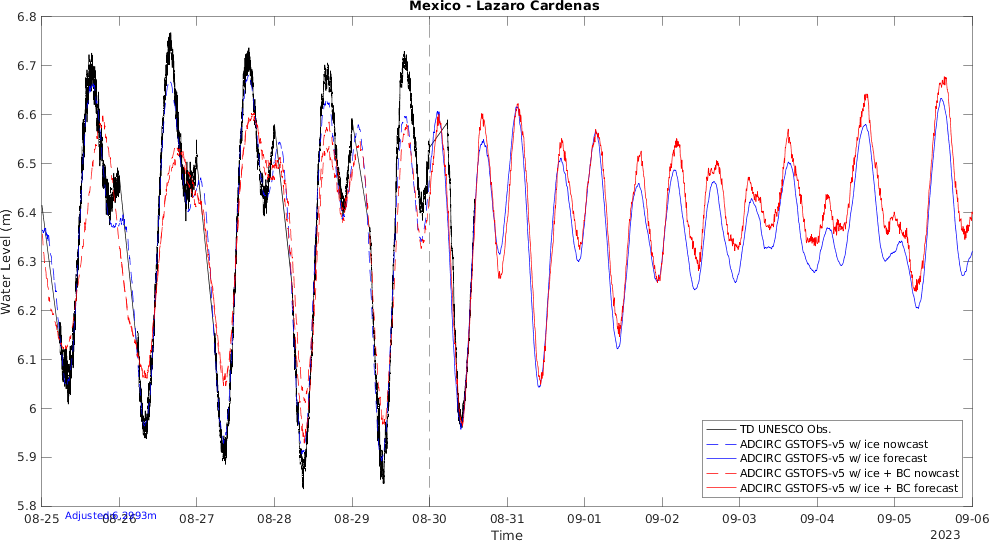 Mexico - Lazaro Cardenas
6.8
6.7
6.6
6.5
6.4
6.3
6.2
6.1
6
5.9
5.8
Water Level (m)
TD UNESCO Obs.
ADCIRC GSTOFS-v5 w/ ice nowcast
ADCIRC GSTOFS-v5 w/ ice forecast
ADCIRC GSTOFS-v5 w/ ice + BC nowcast
ADCIRC GSTOFS-v5 w/ ice + BC forecast
08-25 08-26 08-27 08-28 08-29 08-30 08-31 09-01 09-02 09-03 09-04 09-05 09-06
Time
2023